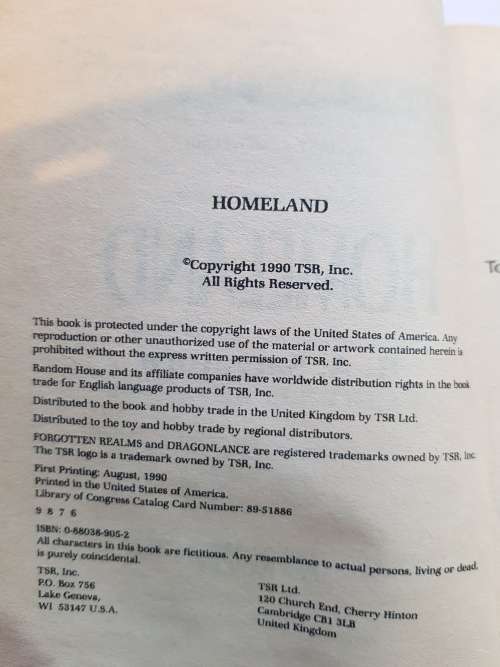 HOMELAND
©Copyright 1990 TSR, Inc.
All Rights Reserved.
This book is protected under the copyright laws of the United States of America. Any
reproduction or other unauthorized use of the material or artwork contained herein is
prohibited without the express written permission of TSR, Inc.
Random House and its affiliate companies have worldwide distribution rights in the book
trade for English language products of TSR, Inc.
Distributed to the book and hobby trade in the United Kingdom by TSR Ltd.
Distributed to the toy and hobby trade by regional distributors.
FORGOTTEN REALMS and DRAGONLANCE are registered trademarks owned by TSR, Inc.
The TSR logo is a trademark owned by TSR, Inc.
First Printing: August, 1990
Printed in the United States of America.
Library of Congress Catalog Card Number: 89-51886
9 8 7 6
ISBN: 0-88038-905-2
All characters in this book are fictitious. Any resemblance to actual persons, living or dead,
is purely coincidental.
TSR, Inc.
P.O. Box 756
Lake Geneva,
WI 53147 U.S.A.
TSR Ltd.
120 Church End, Cherry Hinton
Cambridge CB1 3LB
United Kingdom